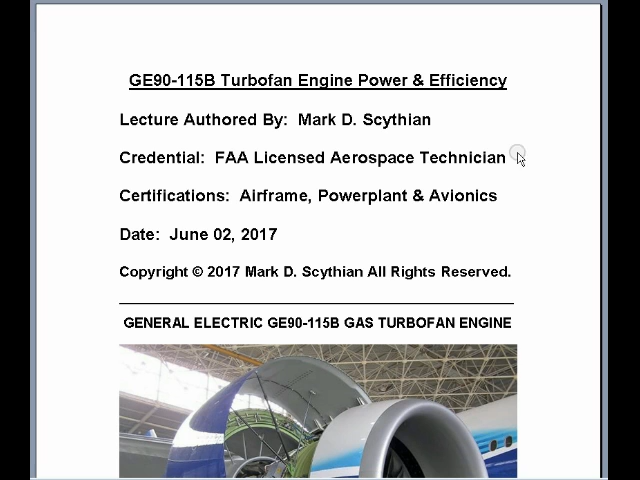 GE90-115B Turbofan Engine Power & Efficiency
Lecture Authored By: Mark D. Scythian
Credential: FAA Licensed Aerospace Technician
Certifications: Airframe, Powerplant & Avionics
Date: June 02, 2017
Copyright © 2017 Mark D. Scythian All Rights Reserved.
GENERAL ELECTRIC GE90-115B GAS TURBOFAN ENGINE